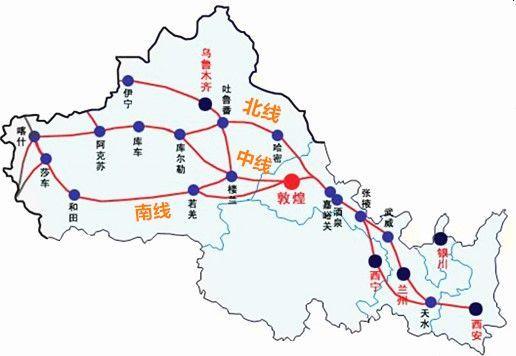 乌鲁木齐
伊宁
吐鲁番
北线
喀什
阿克苏
库车
库尔勒
哈密
中线
莎车
和田
南线
若羌
楼兰
敦煌
嘉峪关
酒泉
张掖
武威
银川
西宁
兰州
天水
西安